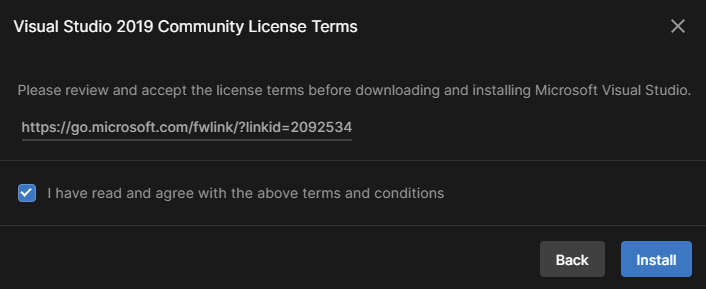 Visual Studio 2019 Community License Terms
Please review and accept the license terms before downloading and installing Microsoft Visual Studio.
https://go.microsoft.com/fwlink/?linkid=2092534
I have read and agree with the above terms and conditions
Back
Install